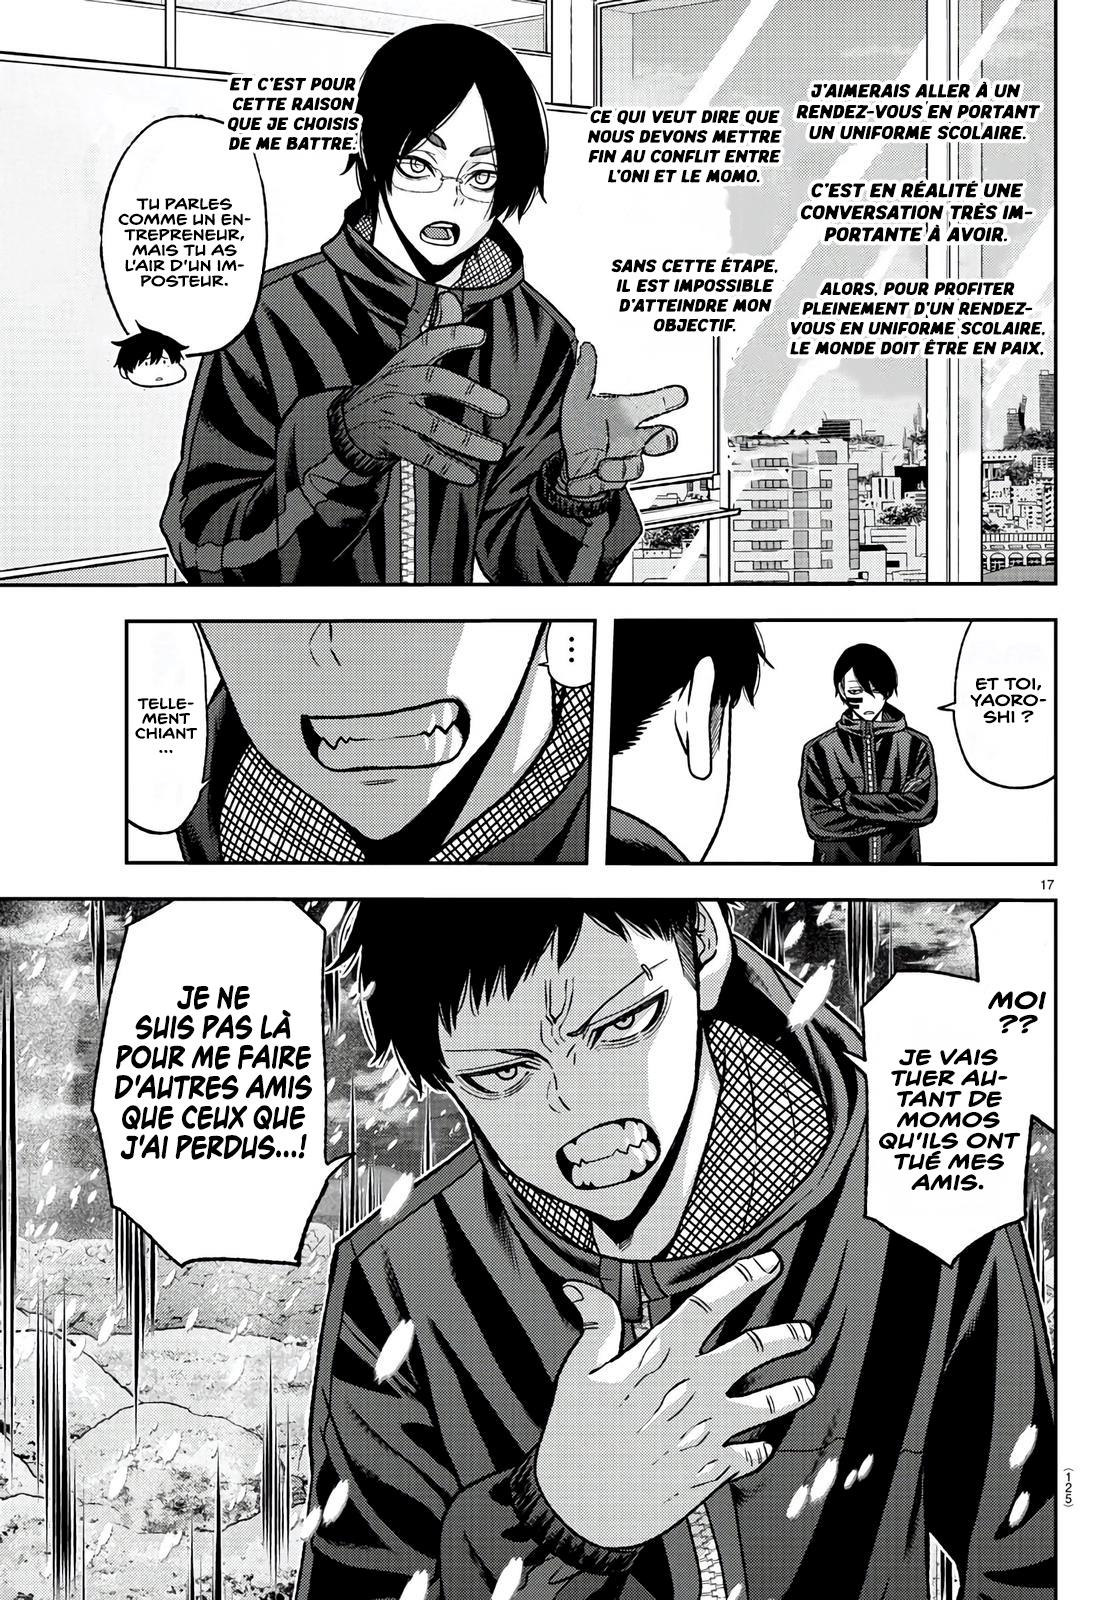 J'AIMERAIS ALLER À UN
RENDEZ-VOUS EN PORTANT
UN UNIFORME SCOLAIRE.
C'EST EN RÉALITÉ UNE
CONVERSATION TRÈS IM-
PORTANTE À AVOIR.
ALORS, POUR PROFITER
PLEINEMENT D'UN RENDEZ-
VOUS EN UNIFORME SCOLAIRE,
LE MONDE DOIT ÊTRE EN PAIX.
CE QUI VEUT DIRE QUE
NOUS DEVONS METTRE
FIN AU CONFLIT ENTRE
L'ONI ET LE MOMO.
SANS CETTE ÉTAPE,
IL EST IMPOSSIBLE
D'ATTEINDRE MON
OBJECTIF.
ET C'EST POUR
CETTE RAISON
QUE JE CHOISIS
DE ME BATTRE.
TU PARLES
COMME UN EN-
TREPRENEUR,
MAIS TU AS
L'AIR D'UN IM-
POSTEUR.
ET TOI,
YAORO-
SHI ?
...
TELLE-
MENT
CHIANT
...
17
MOI
??
JE VAIS
TUER AU-
TANT DE
MOMOS
QU'ILS ONT
TUÉ MES
AMIS.
JE NE
SUIS PAS LÀ
POUR ME FAIRE
D'AUTRES AMIS
QUE CEUX QUE
J'AI PERDUS...!
(125)